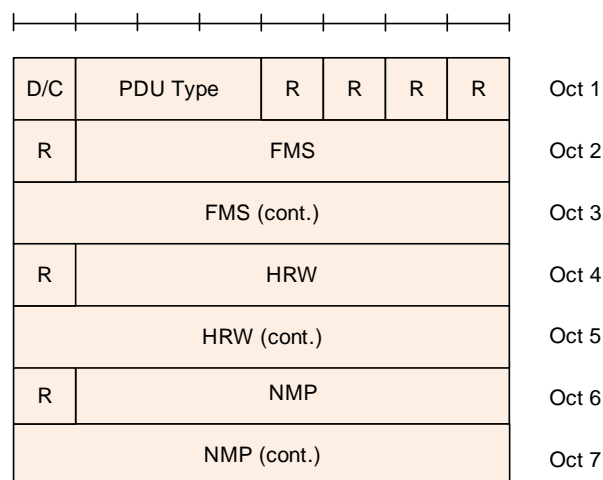 D/C PDU Type R R R R Oct 1
R FMS Oct 2
FMS (cont.) Oct 3
R HRW Oct 4
HRW (cont.) Oct 5
R NMP Oct 6
NMP (cont.) Oct 7